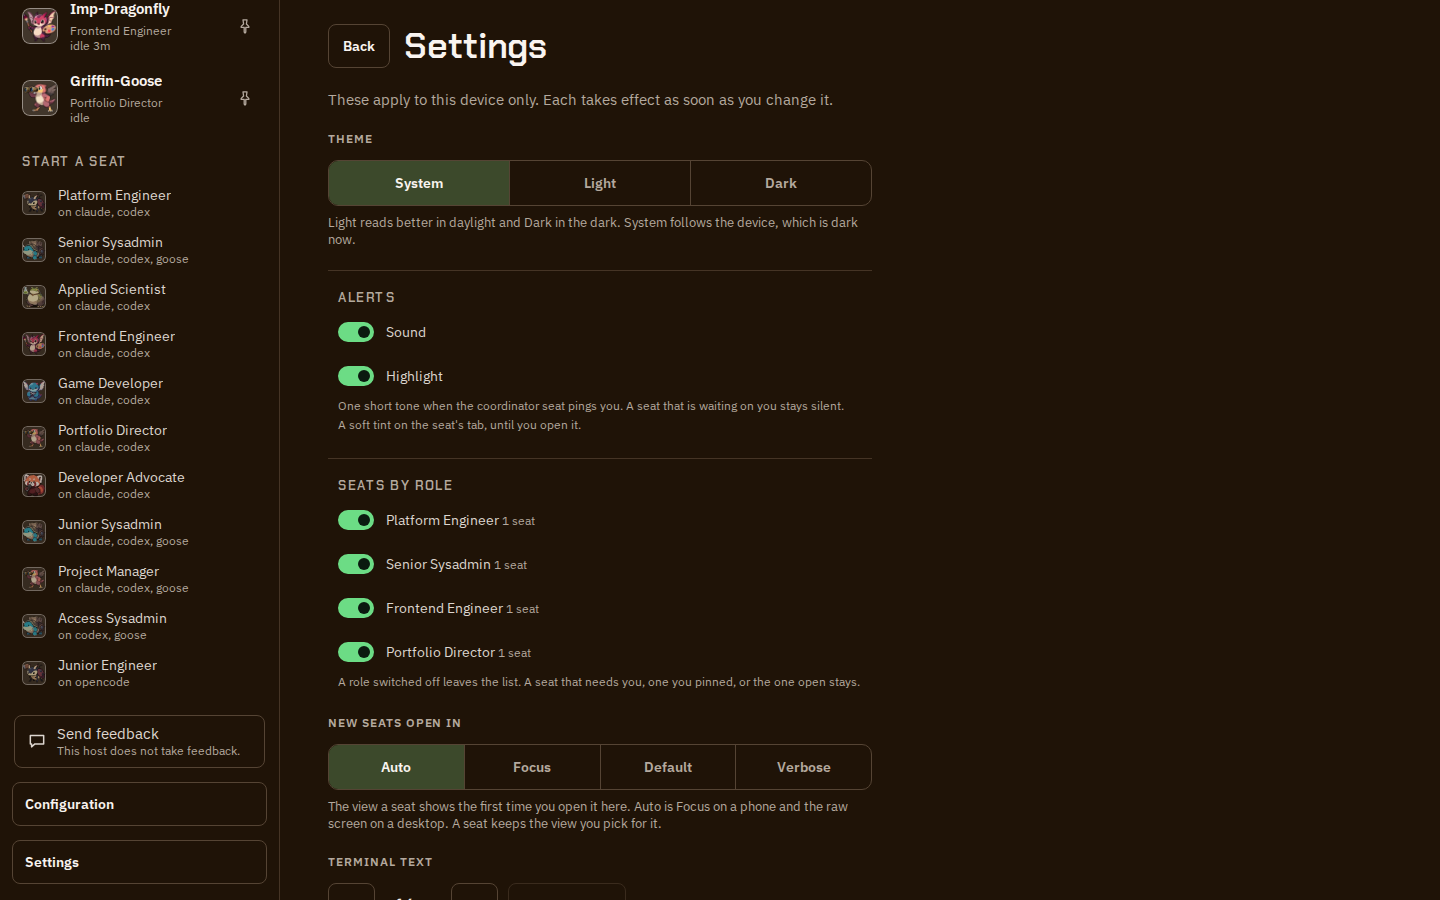 Imp-Dragonfly
Frontend Engineer
idle 3m
Griffin-Goose
Portfolio Director
idle
START A SEAT
Platform Engineer
on claude, codex
Senior Sysadmin
on claude, codex, goose
Applied Scientist
on claude, codex
Frontend Engineer
on claude, codex
Game Developer
on claude, codex
Portfolio Director
on claude, codex
Developer Advocate
on claude, codex
Junior Sysadmin
on claude, codex, goose
Project Manager
on claude, codex, goose
Access Sysadmin
on codex, goose
Junior Engineer
on opencode
Send feedback
This host does not take feedback.
Configuration
Settings
Back
Settings
These apply to this device only. Each takes effect as soon as you change it.
THEME
System
Light
Dark
Light reads better in daylight and Dark in the dark. System follows the device, which is dark
now.
ALERTS
Sound
Highlight
One short tone when the coordinator seat pings you. A seat that is waiting on you stays silent.
A soft tint on the seat's tab, until you open it.
SEATS BY ROLE
Platform Engineer 1 seat
Senior Sysadmin 1 seat
Frontend Engineer 1 seat
Portfolio Director 1 seat
A role switched off leaves the list. A seat that needs you, one you pinned, or the one open stays.
NEW SEATS OPEN IN
Auto
Focus
Default
Verbose
The view a seat shows the first time you open it here. Auto is Focus on a phone and the raw
screen on a desktop. A seat keeps the view you pick for it.
TERMINAL TEXT